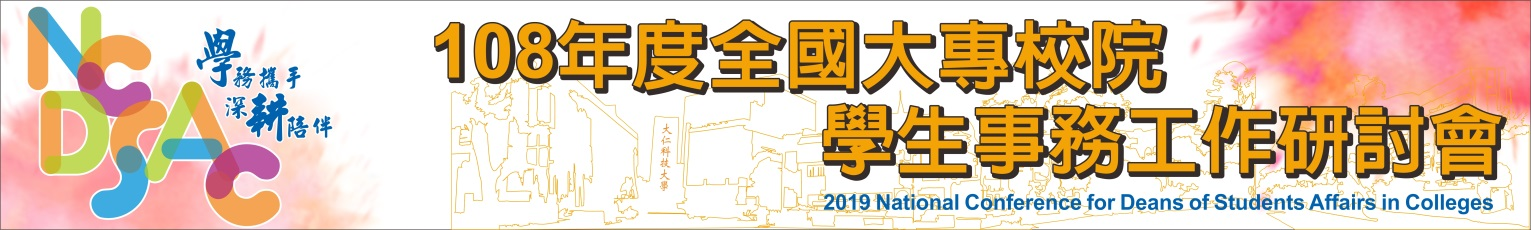 NC
DSAC
學務攜手
深耕陪伴
108年度全國大專校院
學生事務工作研討會
大仁科技大學
2019 National Conference for Deans of Students Affairs in Colleges